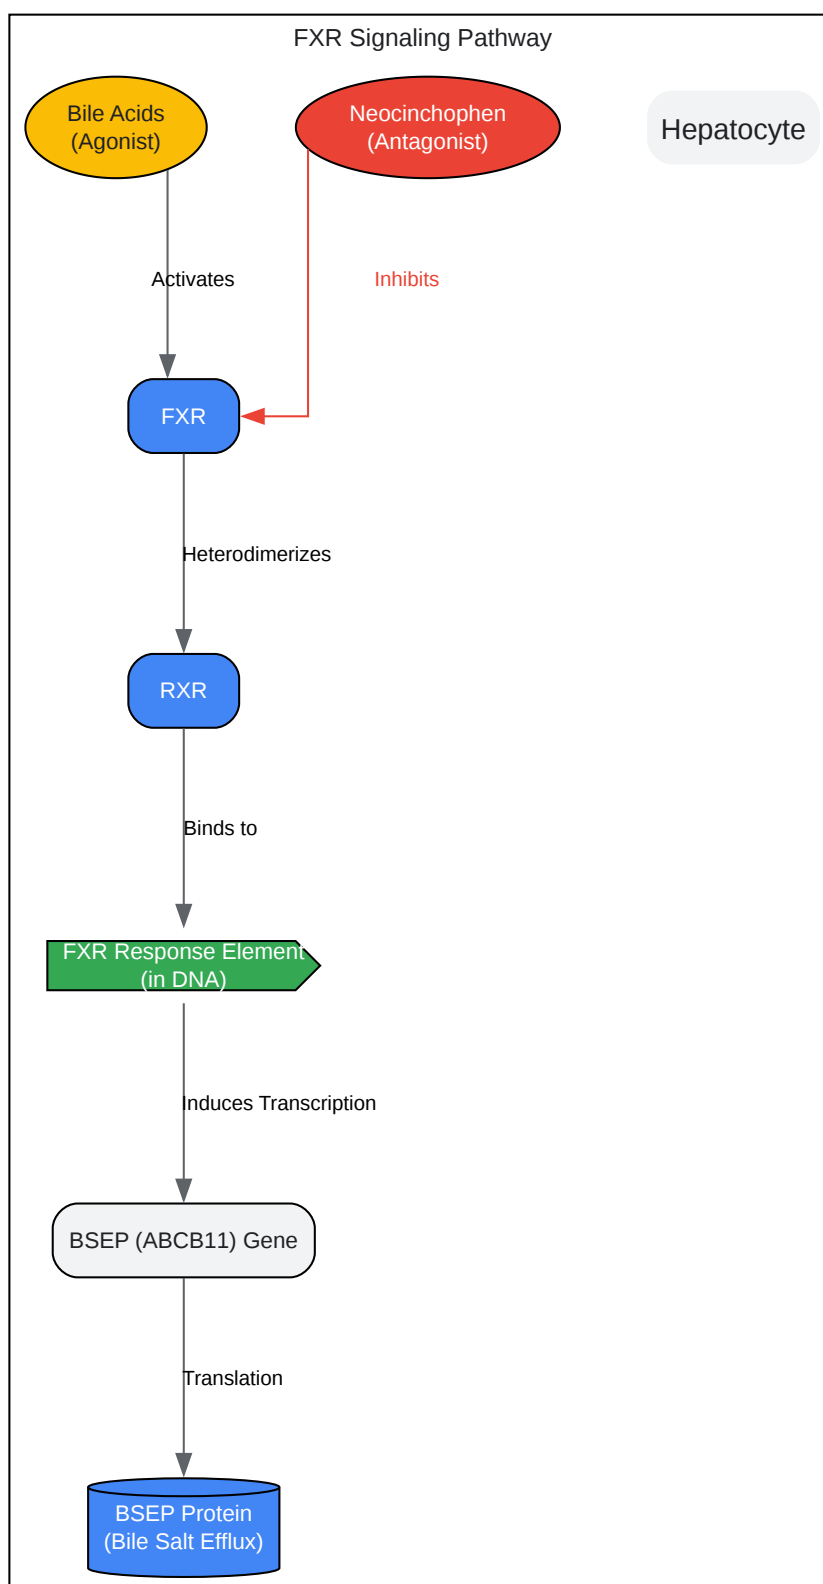 FXR Signaling Pathway
Bile Acids
(Agonist)
Neocinchophen
(Antagonist)
Hepatocyte
Activates
Inhibits
FXR
Heterodimerizes
RXR
Binds to
FXR Response Element
(in DNA)
Induces Transcription
BSEP (ABCB11) Gene
Translation
BSEP Protein
(Bile Salt Efflux)